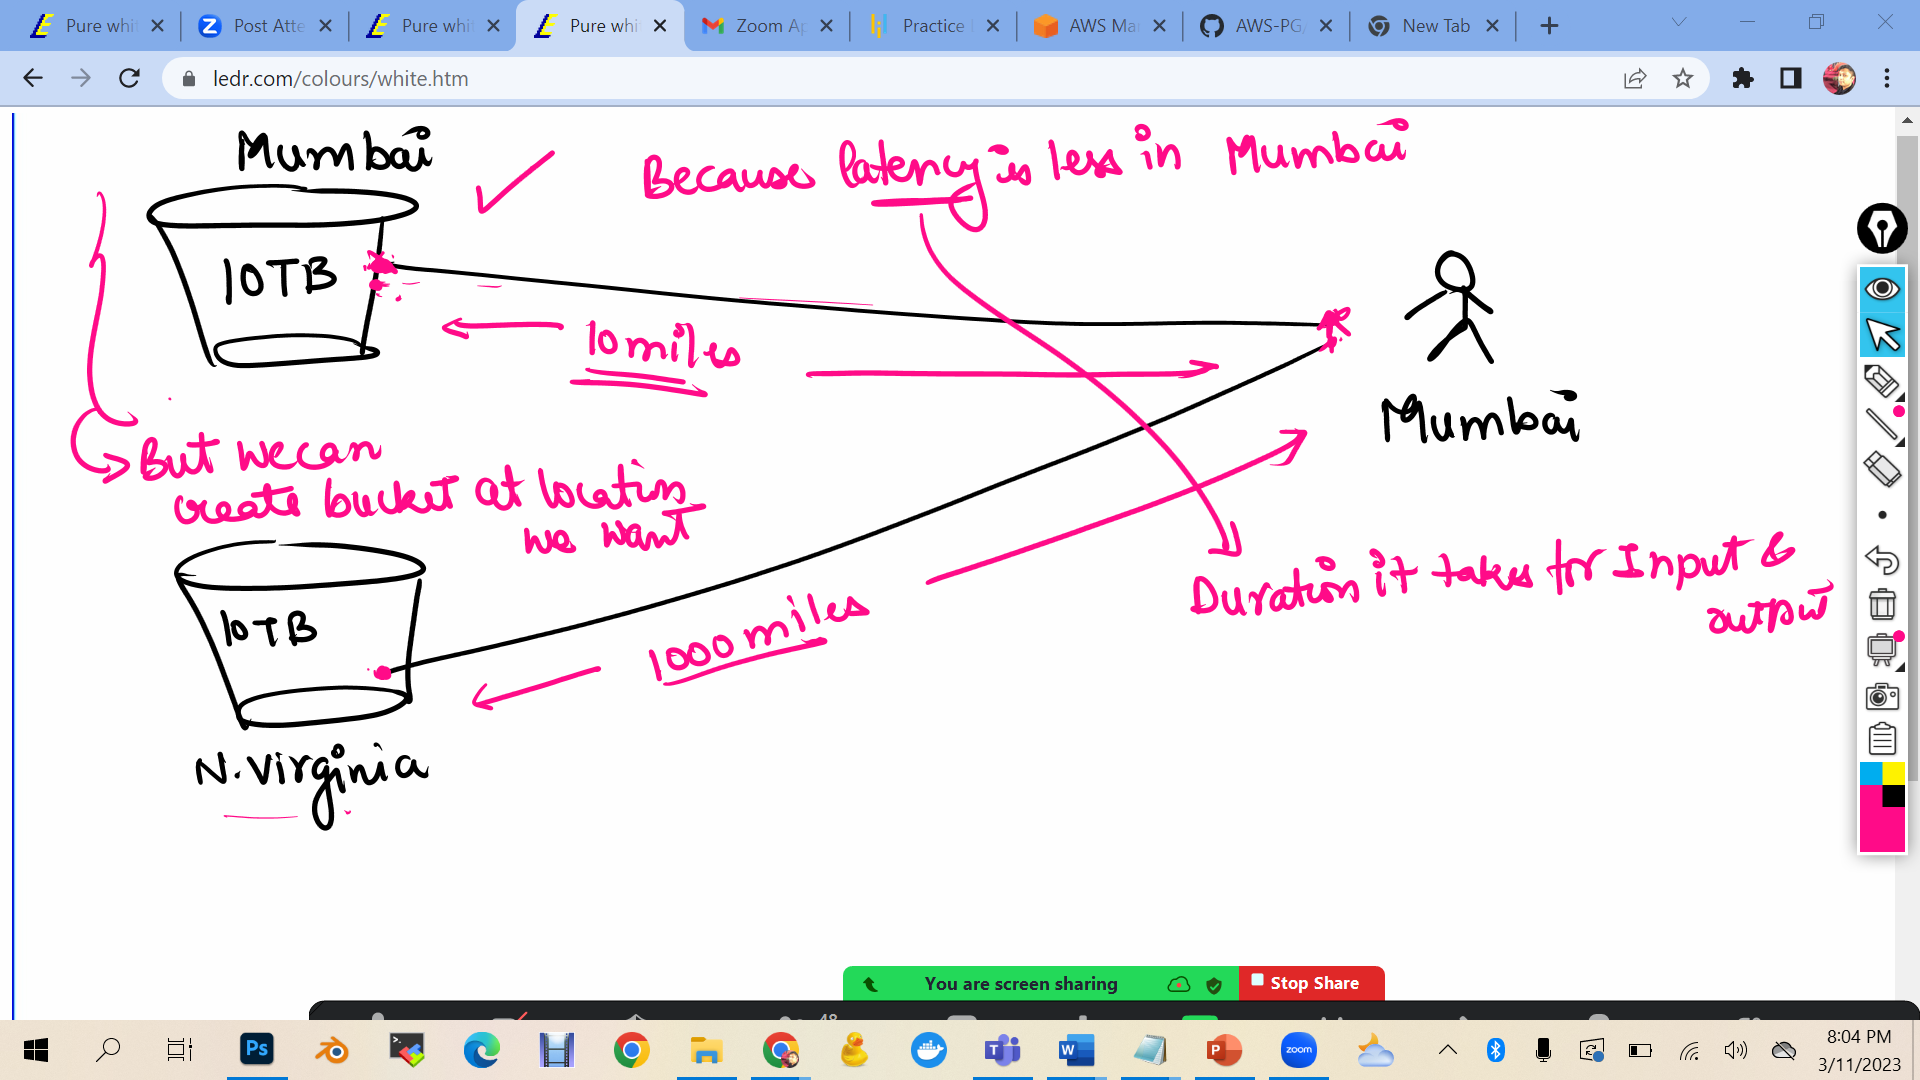 Pure whi
Post Atte
Pure whi
Pure whi
Zoom Ap
Practice
AWS Ma
AWS-PG
New Tab
ledr.com/colours/white.htm
Mumbai
Because latency is less in Mumbai
10TB
10 miles
Mumbai
But we can
create bucket at location
we want
10TB
1000 miles
Duration it takes for Input &
output
N. Virginia
You are screen sharing
Stop Share
48
Ps
W
P
zoom
8:04 PM
3/11/2023